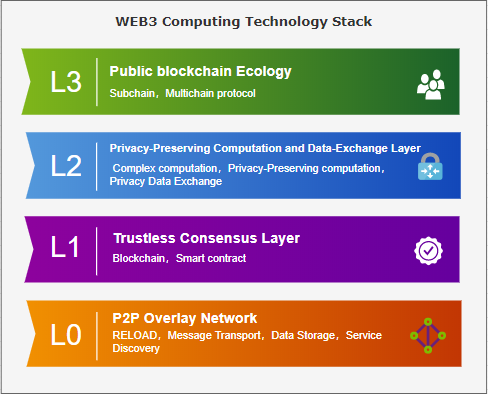 WEB3 Computing Technology Stack
L3
Public blockchain Ecology
Subchain，Multichain protocol
L2
Privacy-Preserving Computation and Data-Exchange Layer
Complex computation，Privacy-Preserving computation，
Privacy Data Exchange
L1
Trustless Consensus Layer
Blockchain，Smart contract
L0
P2P Overlay Network
RELOAD，Message Transport，Data Storage，Service
Discovery